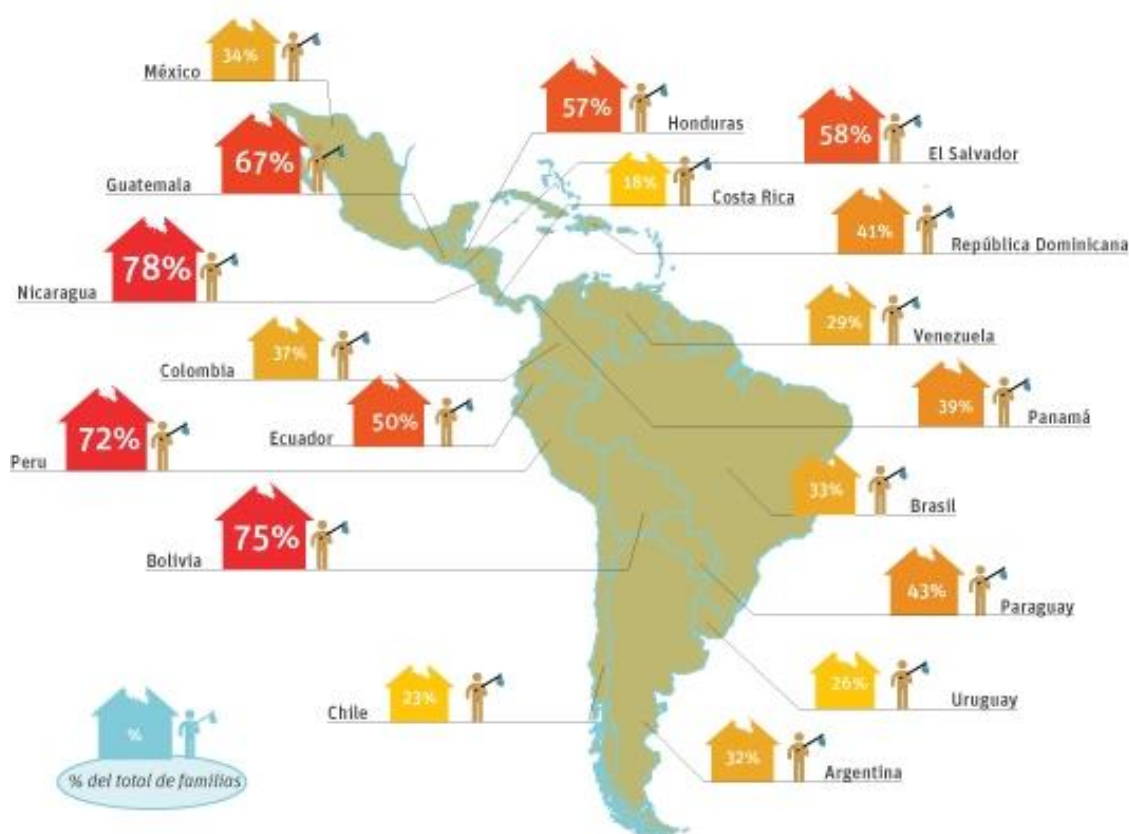 34%
México
57%
Honduras
58%
El Salvador
67%
Guatemala
18%
Costa Rica
41%
República Dominicana
78%
Nicaragua
29%
Venezuela
37%
Colombia
39%
Panamá
50%
Ecuador
72%
Peru
33%
Brasil
75%
Bolivia
43%
Paraguay
26%
Uruguay
23%
Chile
32%
Argentina
%
% del total de familias